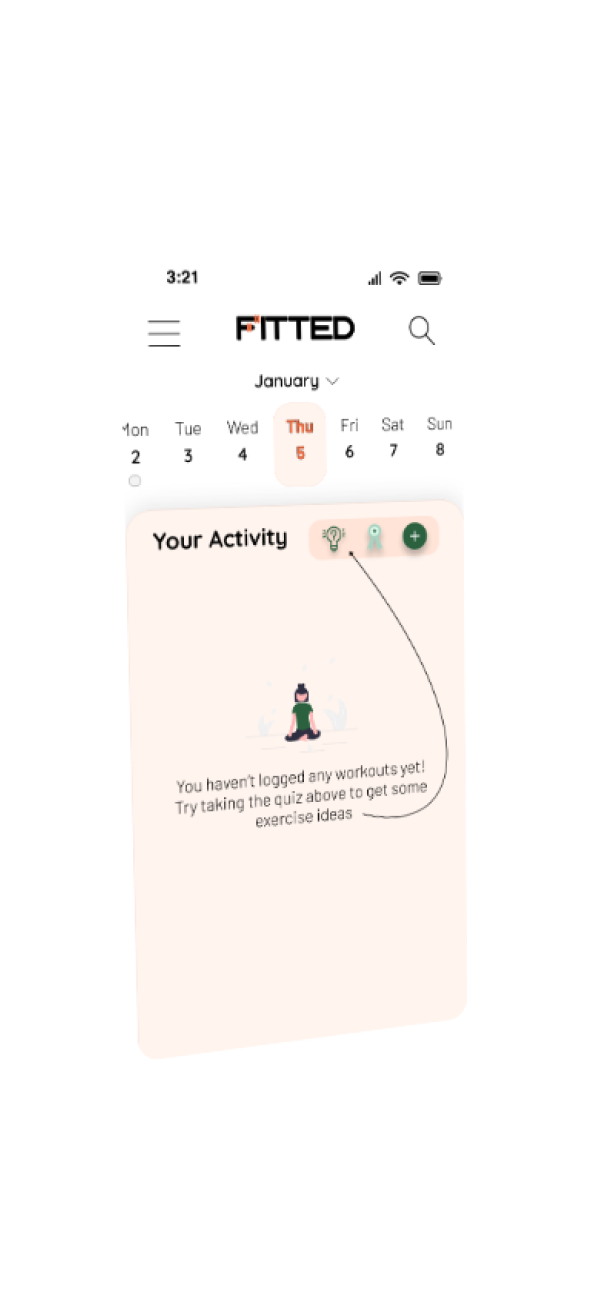 3:21
FITTED
January
Mon Tue Wed Thu Fri Sat Sun
2 3 4 5 6 7 8
Your Activity
You haven't logged any workouts yet!
Try taking the quiz above to get some
exercise ideas